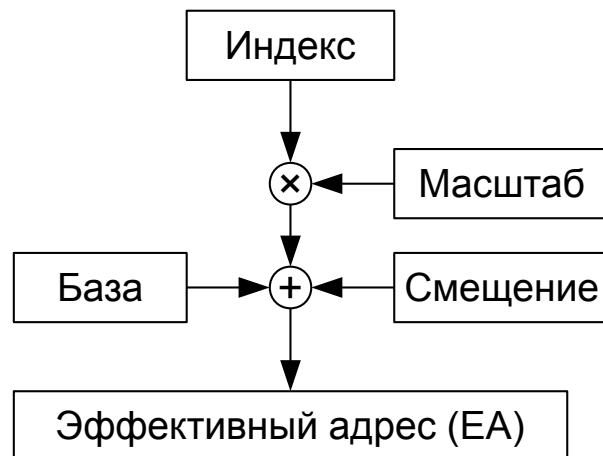 Индекс
×
Масштаб
База
+
Смещение
Эффективный адрес (EA)